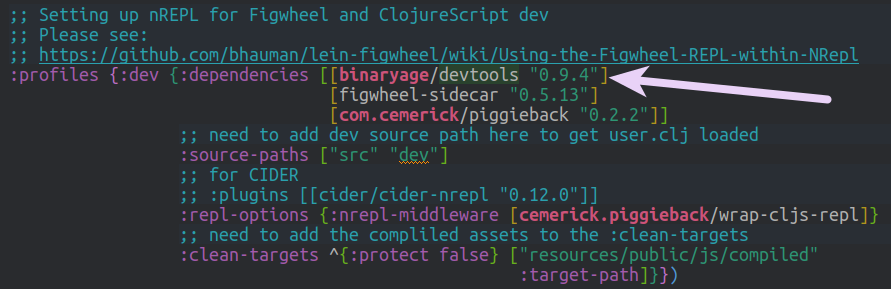 ;; Setting up nREPL for Figwheel and ClojureScript dev
;; Please see:
;; https://github.com/bhauman/lein-figwheel/wiki/Using-the-Figwheel-REPL-within-NRepl
:profiles {:dev {:dependencies [[binaryage/devtools "0.9.4"]
[figwheel-sidecar "0.5.13"]
[com.cemerick/piggieback "0.2.2"]]
;; need to add dev source path here to get user.clj loaded
:source-paths ["src" "dev"]
;; for CIDER
;; :plugins [[cider/cider-nrepl "0.12.0"]]
:repl-options {:nrepl-middleware [cemerick.piggieback/wrap-cljs-repl]}
;; need to add the compliled assets to the :clean-targets
:clean-targets ^{:protect false} ["resources/public/js/compiled"
:target-path]}})